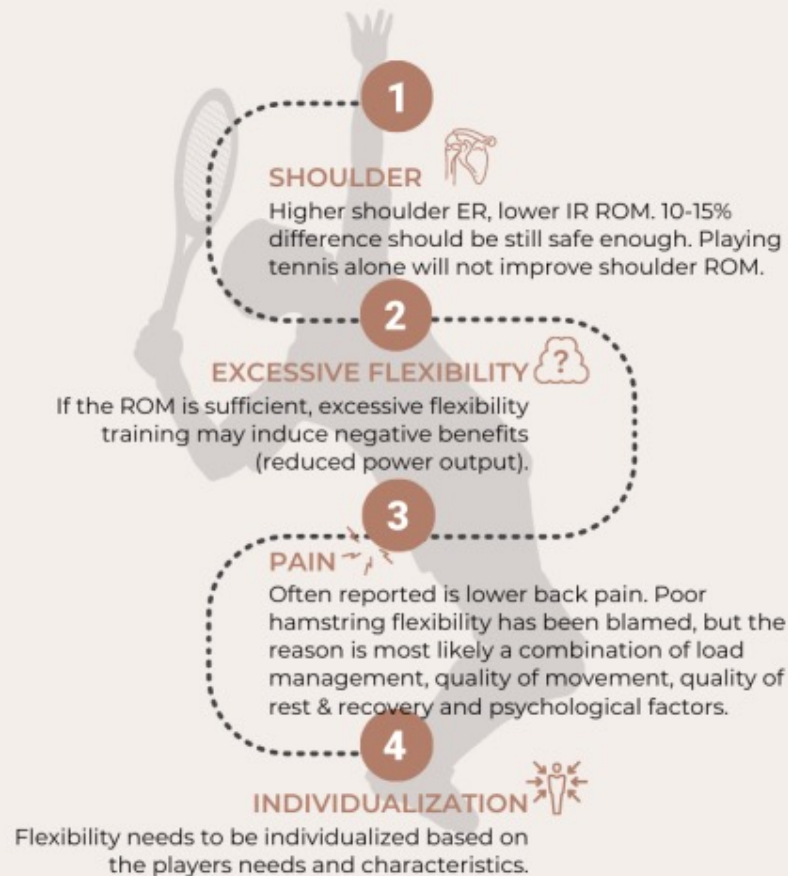 1
SHOULDER
Higher shoulder ER, lower IR ROM. 10-15%
difference should be still safe enough. Playing
tennis alone will not improve shoulder ROM.
2
EXCESSIVE FLEXIBILITY
?
If the ROM is sufficient, excessive flexibility
training may induce negative benefits
(reduced power output).
3
PAIN
Often reported is lower back pain. Poor
hamstring flexibility has been blamed, but the
reason is most likely a combination of load
management, quality of movement, quality of
rest & recovery and psychological factors.
4
INDIVIDUALIZATION
Flexibility needs to be individualized based on
the players needs and characteristics.